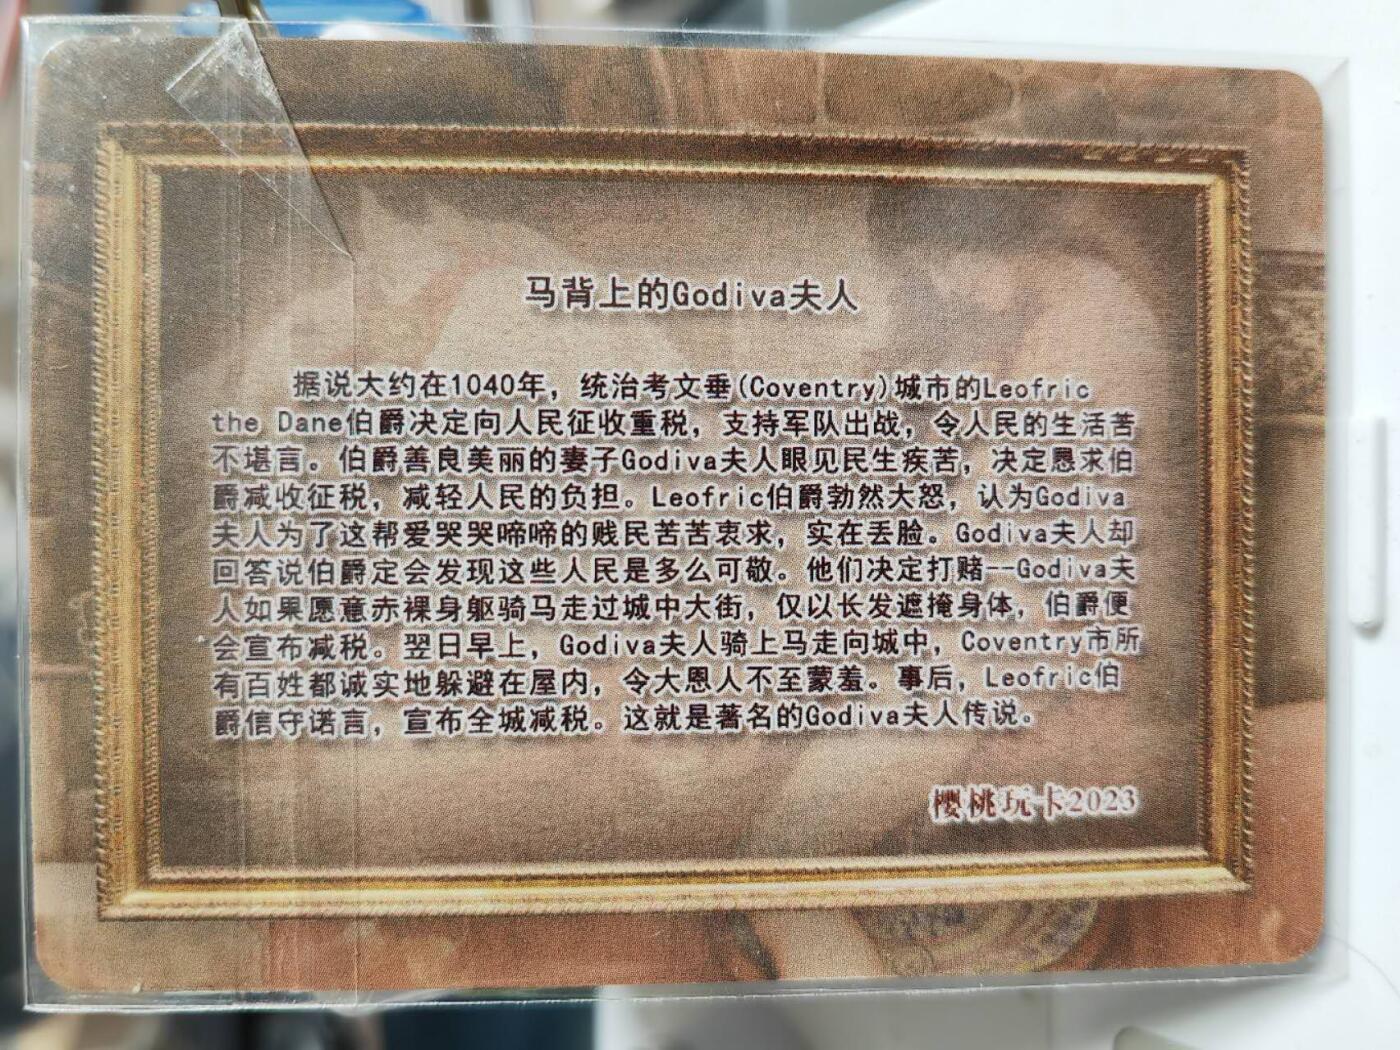 马背上的Godiva夫人
据说大约在1040年，统治考文垂(Coventry)城市的Leofric
the Dane伯爵决定向人民征收重税，支持军队出战，令人民的生活苦
不堪言。伯爵善良美丽的妻子Godiva夫人眼见民生疾苦，决定恳求伯
爵减收征税，减轻人民的负担。Leofric伯爵勃然大怒，认为Godiva
夫人为了这帮爱哭哭啼啼的贱民苦苦衷求，实在丢脸。Godiva夫人却
回答说伯爵定会发现这些人民是多么可敬。他们决定打赌--Godiva夫
人如果愿意赤裸身躯骑马走过城中大街，仅以长发遮掩身体，伯爵便
会宣布减税。翌日早上，Godiva夫人骑上马走向城中，Coventry市所
有百姓都诚实地躲避在屋内，令大恩人不至蒙羞。事后，Leofric伯
爵信守诺言，宣布全城减税。这就是著名的Godiva夫人传说。
樱桃玩卡2023